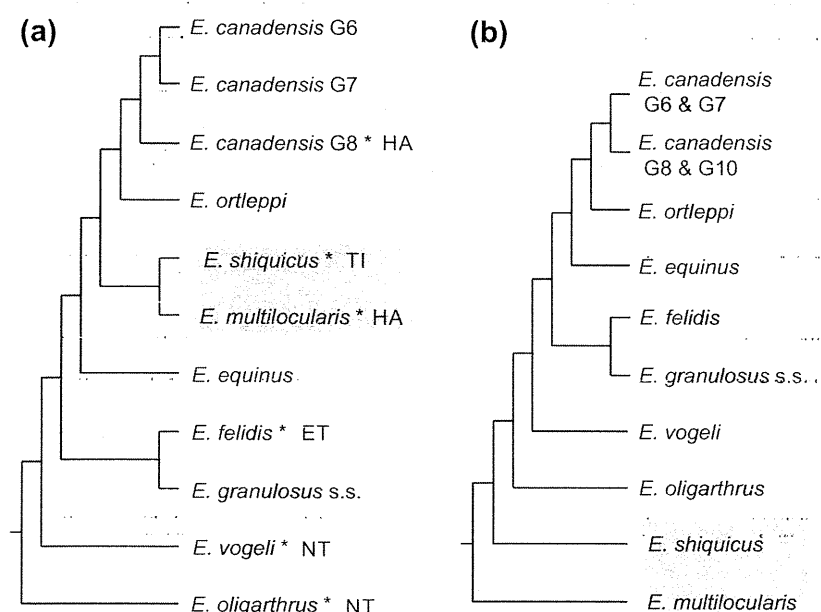 (a)
E. canadensis G6
E. canadensis G7
E. canadensis G8 * HA
E. ortleppi
E. shiquicus * TI
E. multilocularis * HA
E. equinus
E. felidis * ET
E. granulosus s.s.
E. vogeli * NT
E. oligarthrus * NT
(b)
E. canadensis
G6 & G7
E. canadensis
G8 & G10
E. ortleppi
E. equinus
E. felidis
E. granulosus s.s.
E. vogeli
E. oligarthrus
E. shiquicus
E. multilocularis